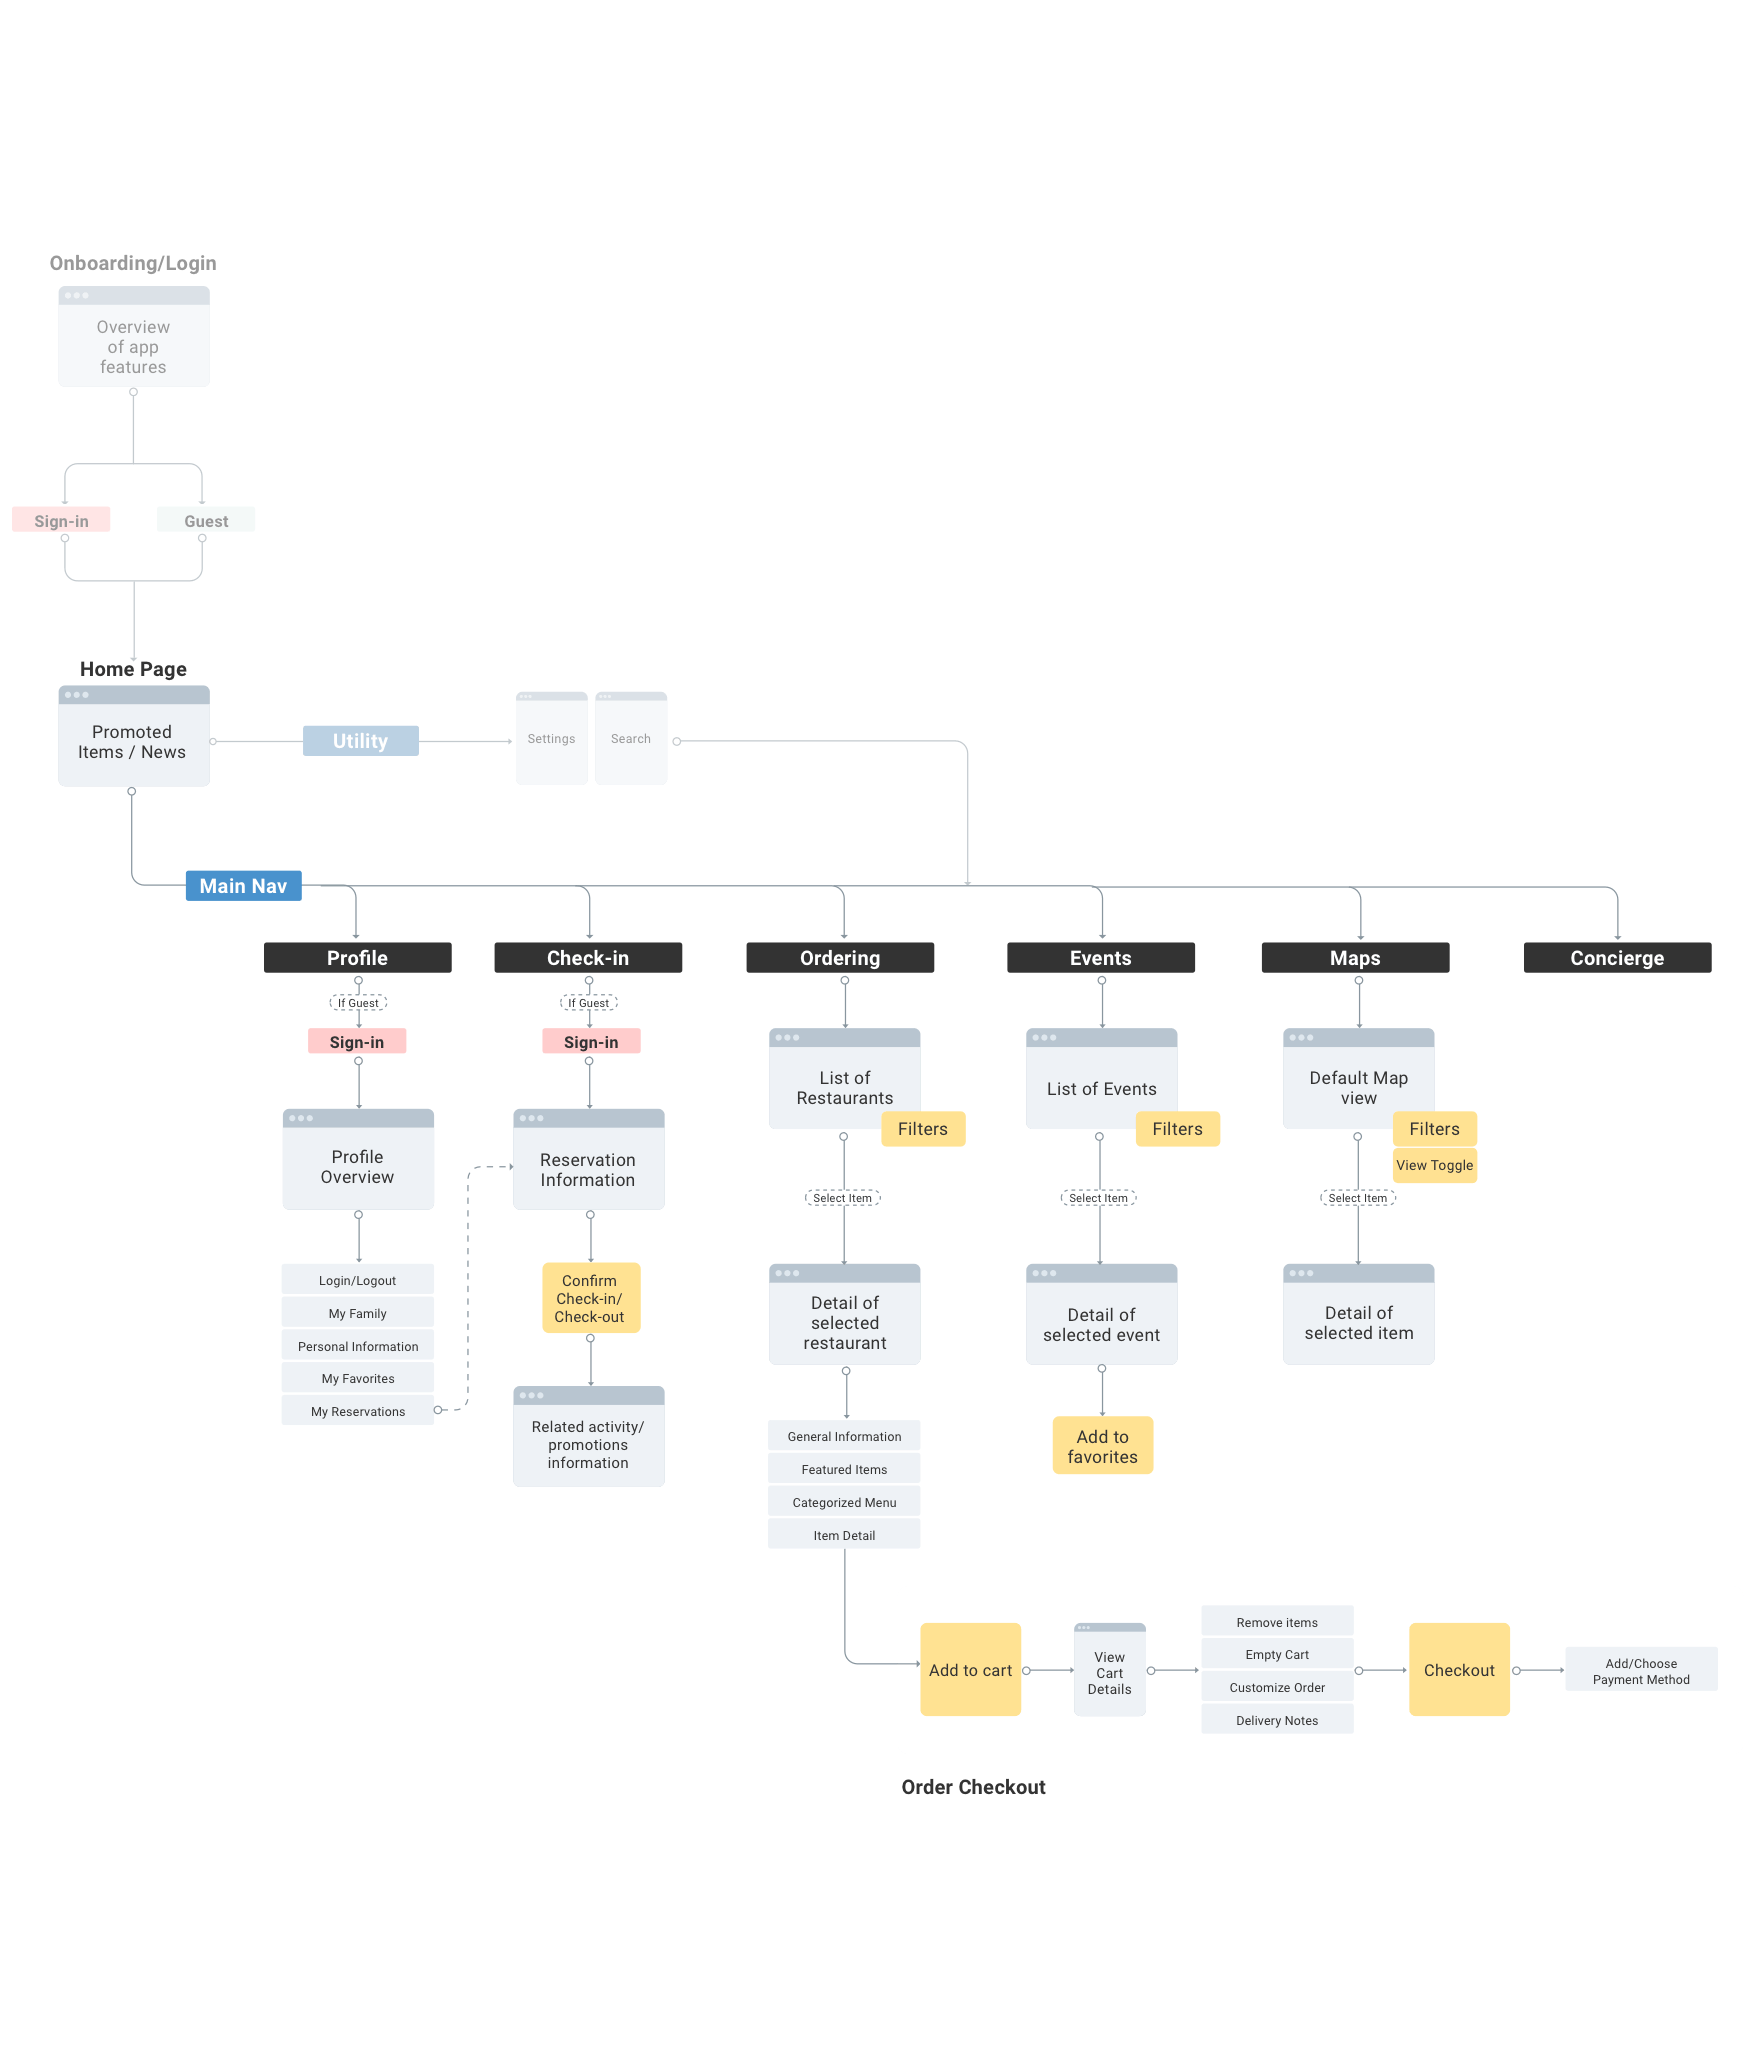 Onboarding/Login
Overview
of app
features
Sign-in
Guest
Home Page
Promoted
Items / News
Utility
Settings
Search
Main Nav
Profile
Check-in
Ordering
Events
Maps
Concierge
If Guest
Sign-in
Profile
Overview
Login/Logout
My Family
Personal Information
My Favorites
My Reservations
If Guest
Sign-in
Reservation
Information
Confirm
Check-in/
Check-out
Related activity/
promotions
information
List of
Restaurants
Filters
Select Item
Detail of
selected
restaurant
General Information
Featured Items
Categorized Menu
Item Detail
List of Events
Filters
Select Item
Detail of
selected event
Add to
favorites
Default Map
view
Filters
View Toggle
Select Item
Detail of
selected item
Add to cart
View
Cart
Details
Remove items
Empty Cart
Customize Order
Delivery Notes
Checkout
Add/Choose
Payment Method
Order Checkout